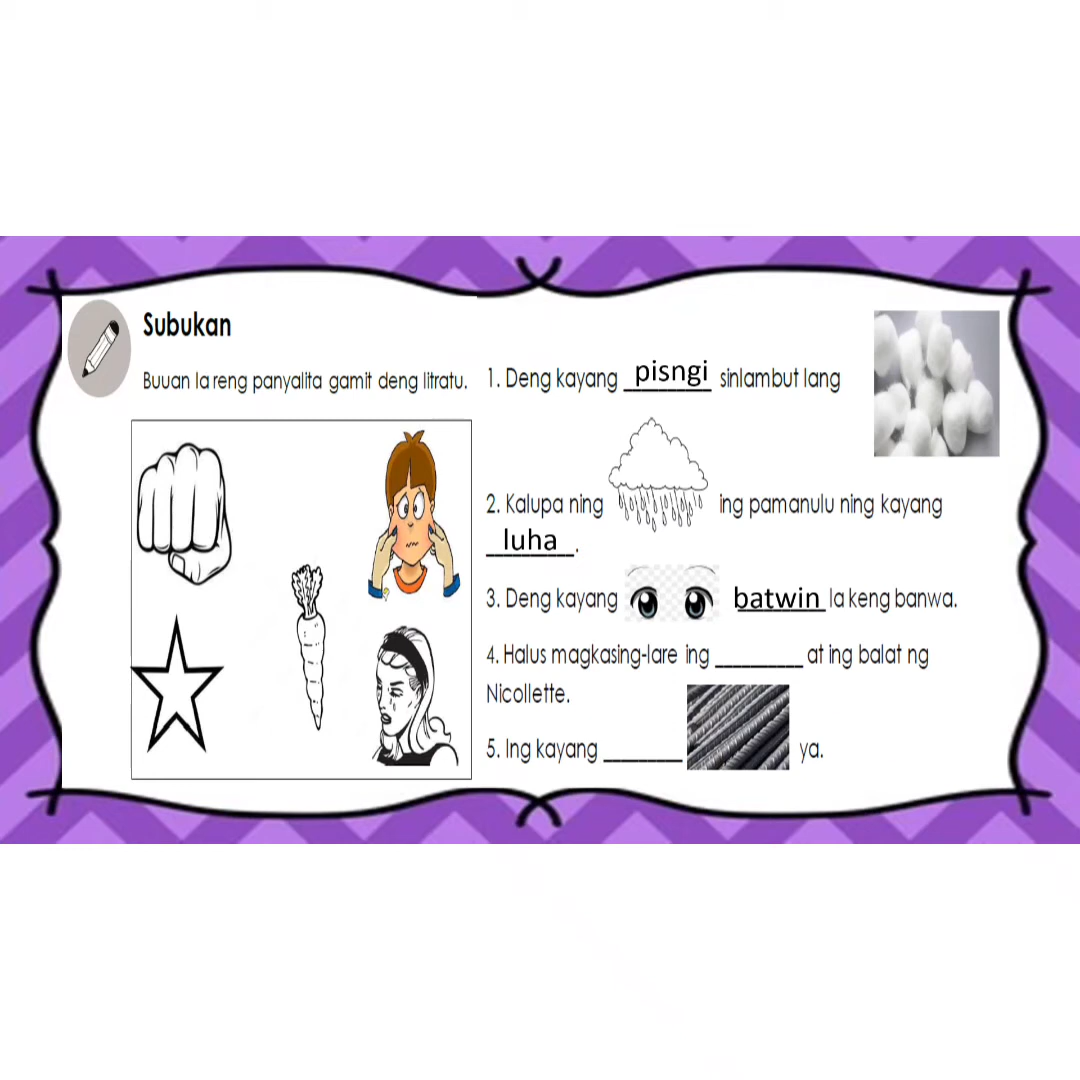 Subukan
Buuan la reng panyalita gamit deng litratu.
1. Deng kayang pisngi sinlambut lang
2. Kalupa ning ing pamanulu ning kayang
luha.
3. Deng kayang batwin la keng banwa.
4. Halus magkasing-lare ing __________ at ing balat ng
Nicollette.
5. Ing kayang _________ ya.